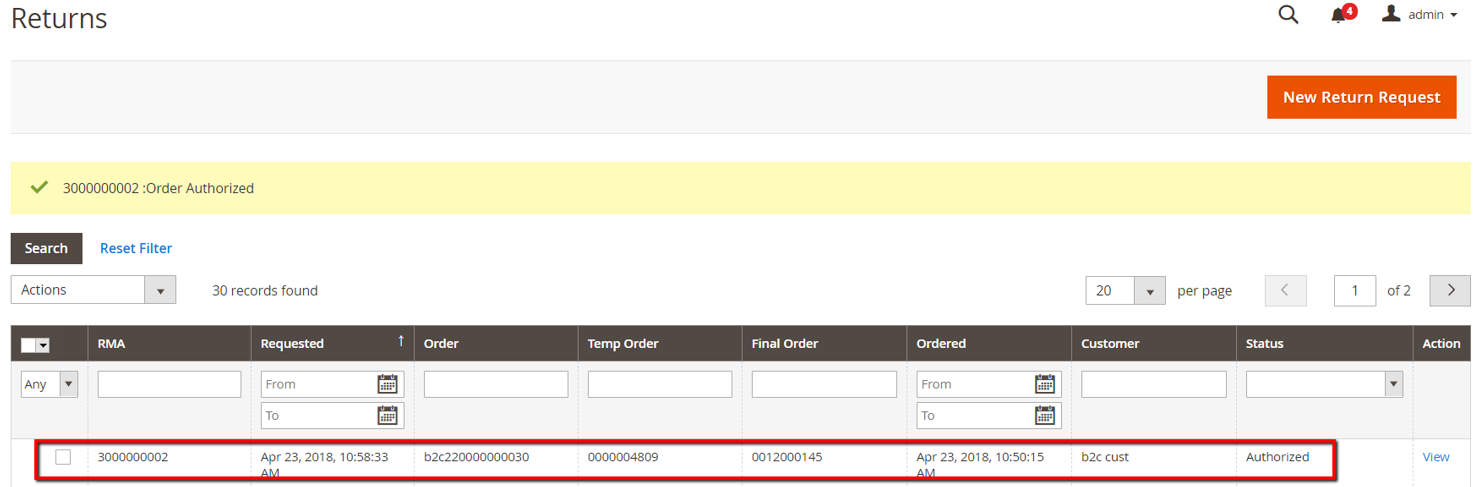 Returns
4
admin
New Return Request
3000000002 :Order Authorized
Search Reset Filter
Actions 30 records found 20 per page 1 of 2
RMA Requested Order Temp Order Final Order Ordered Customer Status Action
Any From From
To To
3000000002 Apr 23, 2018, 10:58:33 b2c220000000030 0000004809 0012000145 Apr 23, 2018, 10:50:15 b2c cust Authorized View
AM AM